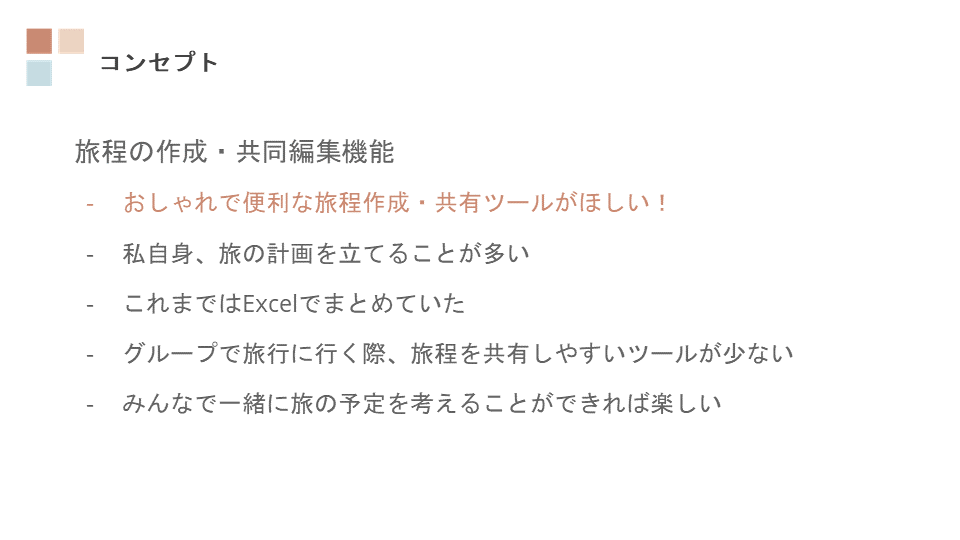 コンセプト
旅程の作成・共同編集機能
- おしゃれで便利な旅程作成・共有ツールがほしい！
- 私自身、旅の計画を立てることが多い
- これまではExcelでまとめていた
- グループで旅行に行く際、旅程を共有しやすいツールが少ない
- みんなで一緒に旅の予定を考えることができれば楽しい